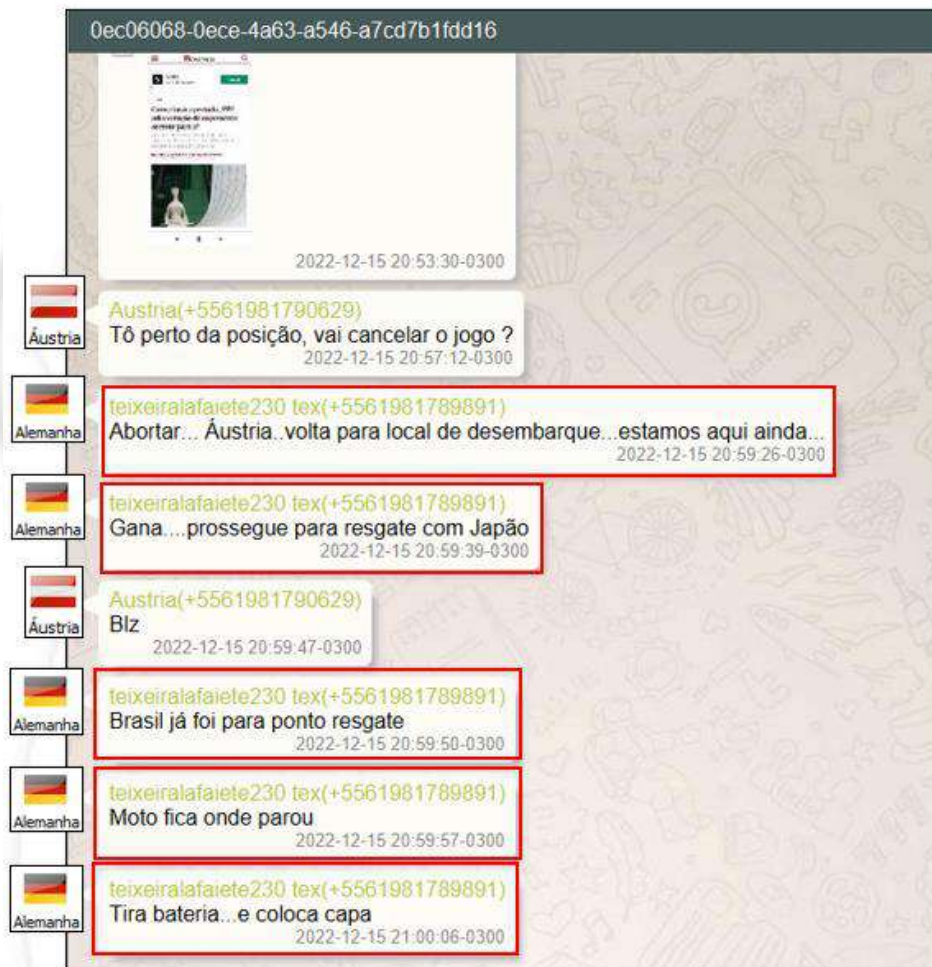 0ec06068-0ece-4a63-a546-a7cd7b1fdd16
2022-12-15 20:53:30-0300
Áustria
Austria(+5561981790629)
Tô perto da posição, vai cancelar o jogo ?
2022-12-15 20:57:12-0300
Alemanha
teixeiralafaiete230 tex(+5561981789891)
Abortar... Áustria..volta para local de desembarque...estamos aqui ainda...
2022-12-15 20:59:26-0300
Alemanha
teixeiralafaiete230 tex(+5561981789891)
Gana....prossegue para resgate com Japão
2022-12-15 20:59:39-0300
Áustria
Austria(+5561981790629)
Blz
2022-12-15 20:59:47-0300
Alemanha
teixeiralafaiete230 tex(+5561981789891)
Brasil já foi para ponto resgate
2022-12-15 20:59:50-0300
Alemanha
teixeiralafaiete230 tex(+5561981789891)
Moto fica onde parou
2022-12-15 20:59:57-0300
Alemanha
teixeiralafaiete230 tex(+5561981789891)
Tira bateria...e coloca capa
2022-12-15 21:00:06-0300